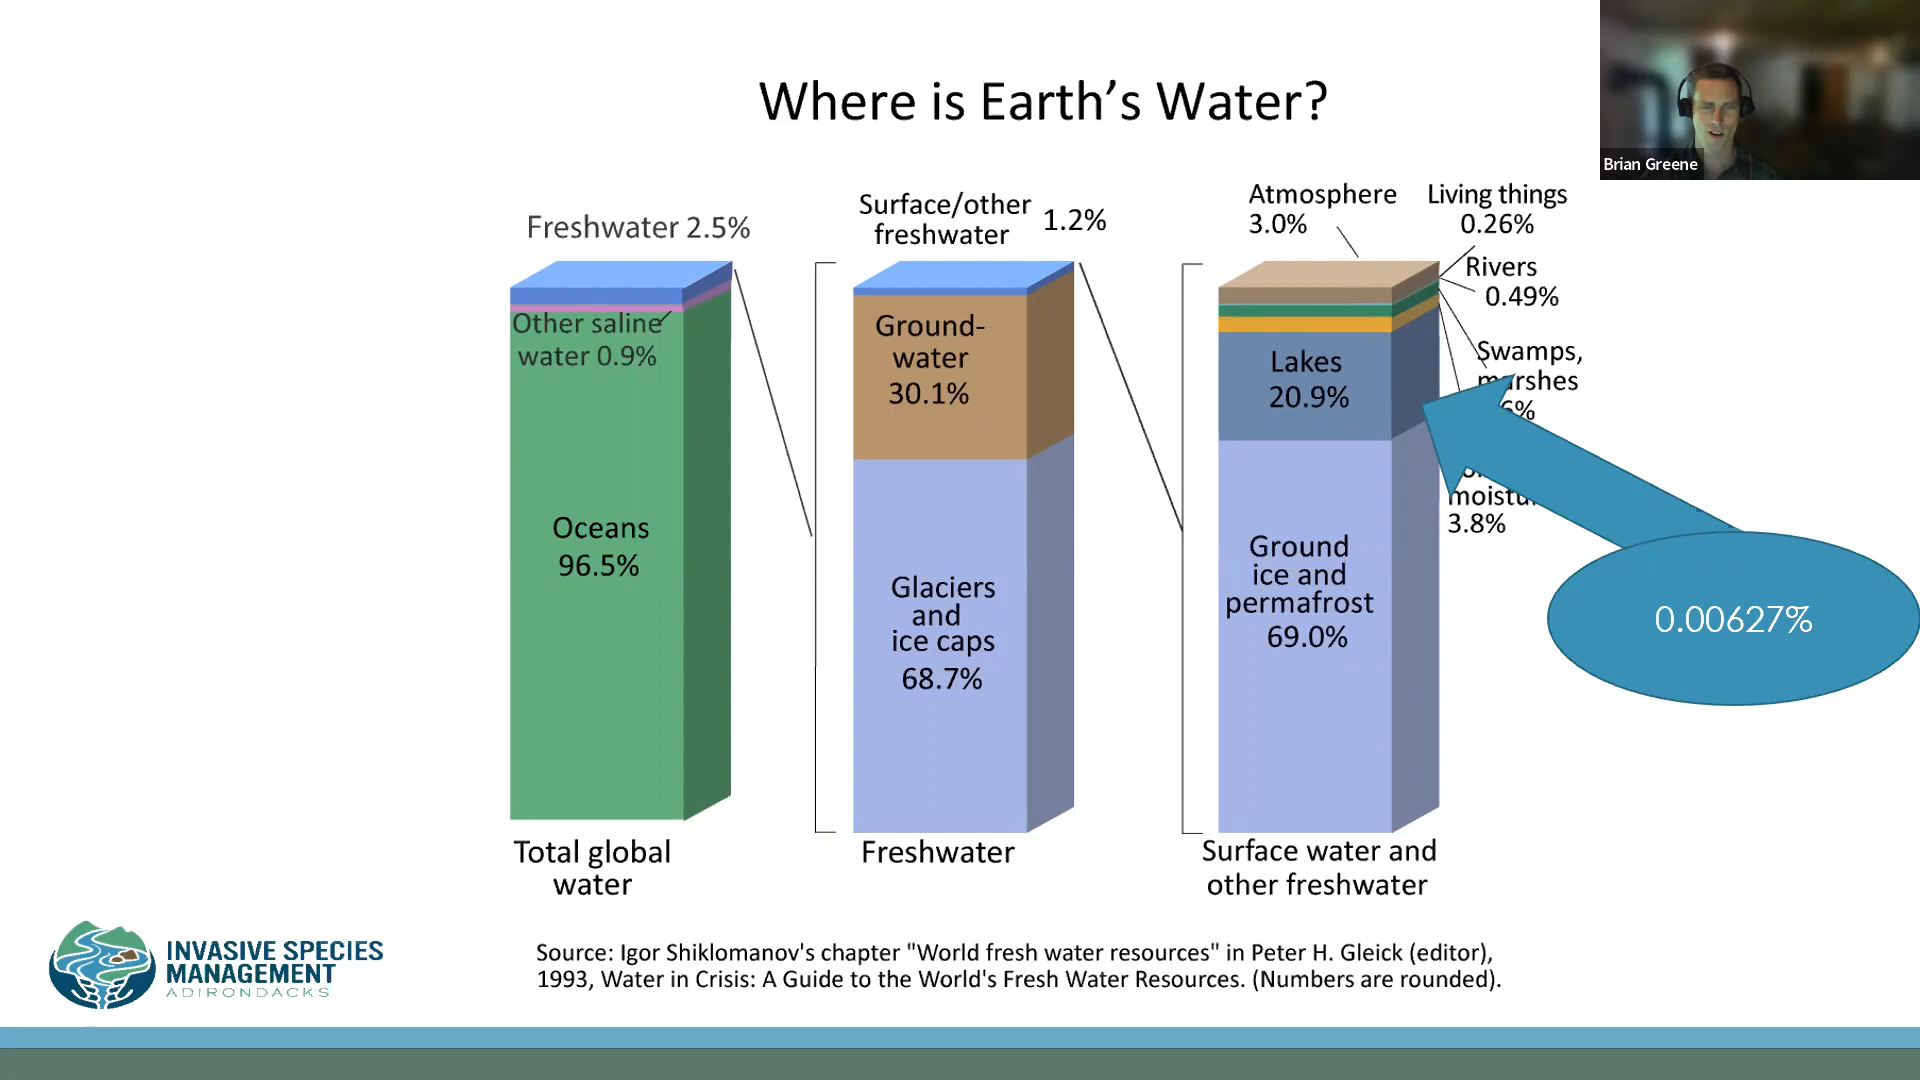 Where is Earth’s Water?
Brian Greene
Freshwater 2.5%
Other saline
water 0.9%
Oceans
96.5%
Total global
water
Surface/other
freshwater
1.2%
Ground-
water
30.1%
Glaciers
and
ice caps
68.7%
Freshwater
Atmosphere
3.0%
Living things
0.26%
Rivers
0.49%
Swamps,
marshes
6%
Lakes
20.9%
moistu
3.8%
Ground
ice and
permafrost
69.0%
Surface water and
other freshwater
0.00627%
INVASIVE SPECIES
MANAGEMENT
ADIRONDACKS
Source: Igor Shiklomanov's chapter "World fresh water resources" in Peter H. Gleick (editor),
1993, Water in Crisis: A Guide to the World's Fresh Water Resources. (Numbers are rounded).